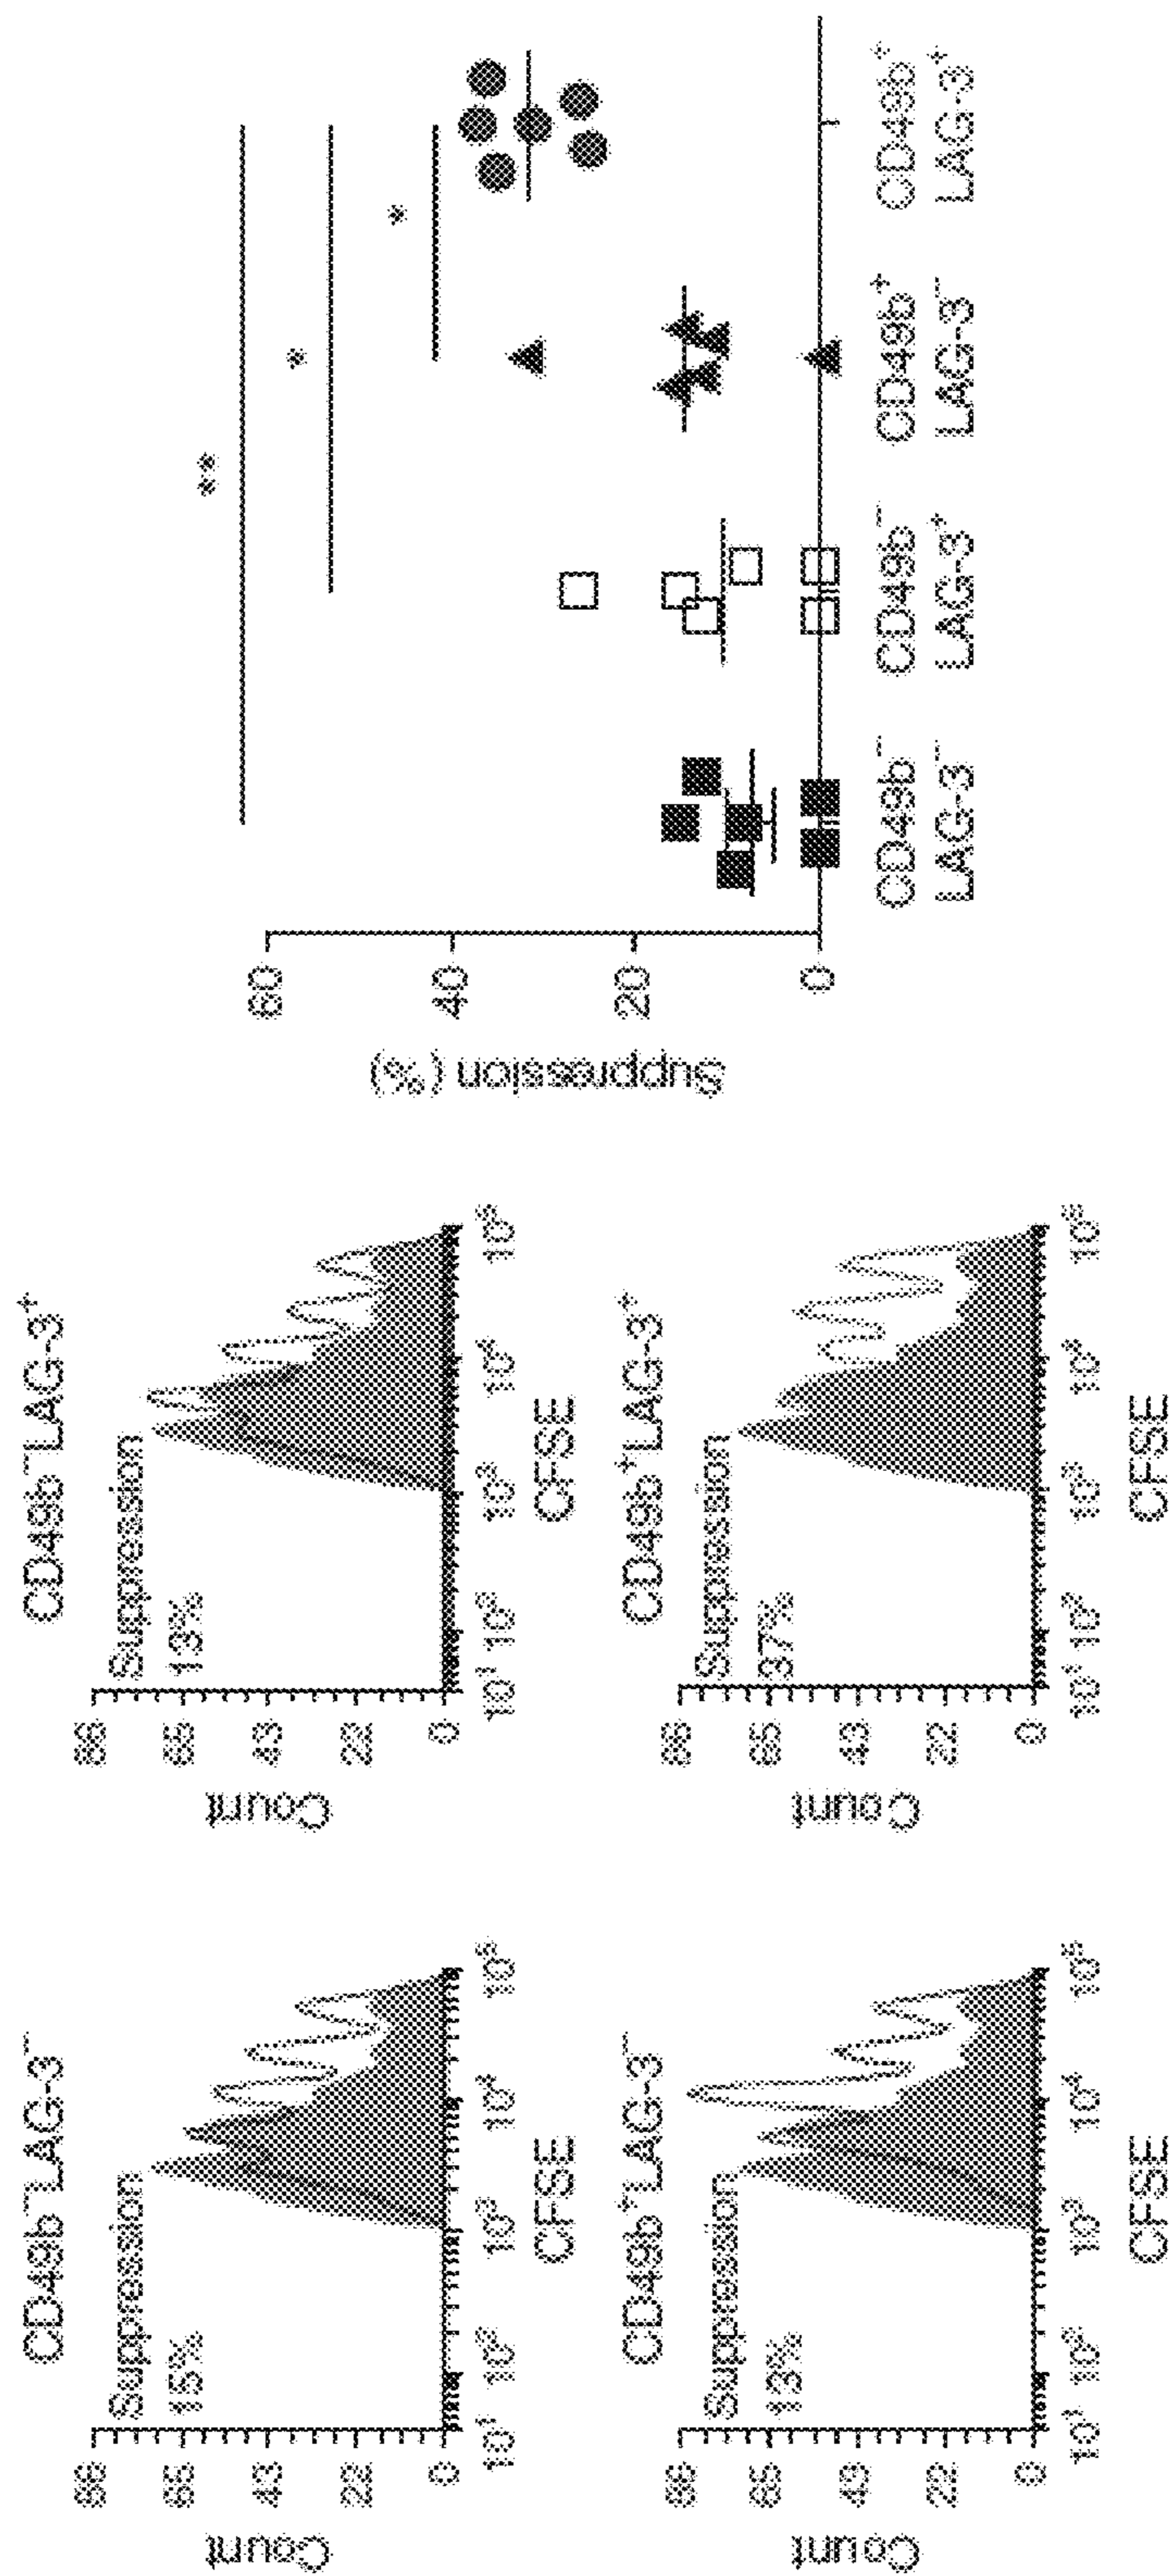 CD49b⁻LAG-3⁻
Suppression
15%
86
65
43
22
0
Count
10¹ 10² 10³ 10⁴ 10⁵
CFSE
CD49b⁻LAG-3⁺
Suppression
13%
86
65
43
22
0
Count
10¹ 10² 10³ 10⁴ 10⁵
CFSE
CD49b⁺LAG-3⁻
Suppression
13%
86
65
43
22
0
Count
10¹ 10² 10³ 10⁴ 10⁵
CFSE
CD49b⁺LAG-3⁺
Suppression
37%
86
65
43
22
0
Count
10¹ 10² 10³ 10⁴ 10⁵
CFSE
**
*
*
60
40
20
0
Suppression (%)
CD49b⁻ CD49b⁻ CD49b⁺ CD49b⁺
LAG-3⁻ LAG-3⁺ LAG-3⁻ LAG-3⁺